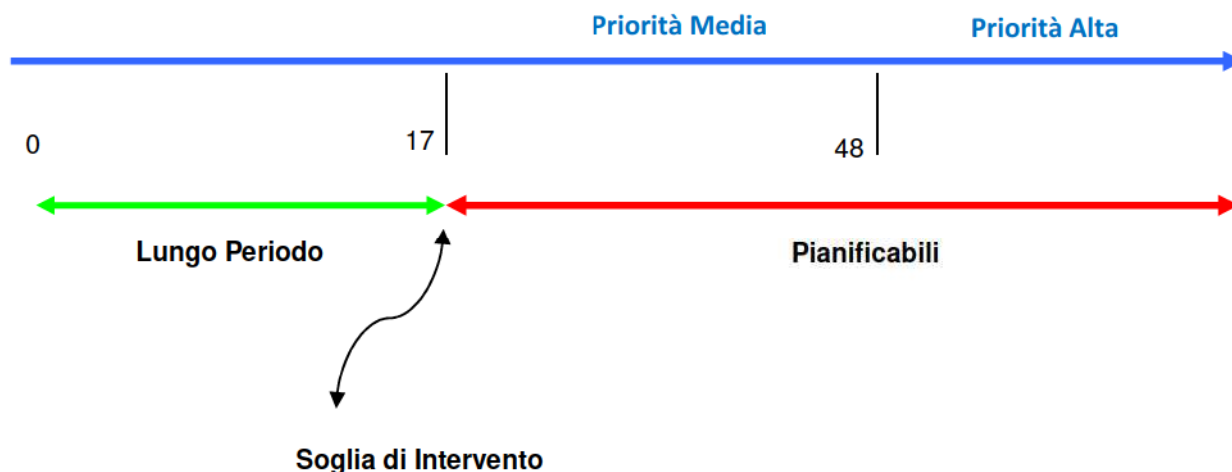 Priorità Media
Priorità Alta
0
17
48
Lungo Periodo
Pianificabili
Soglia di Intervento